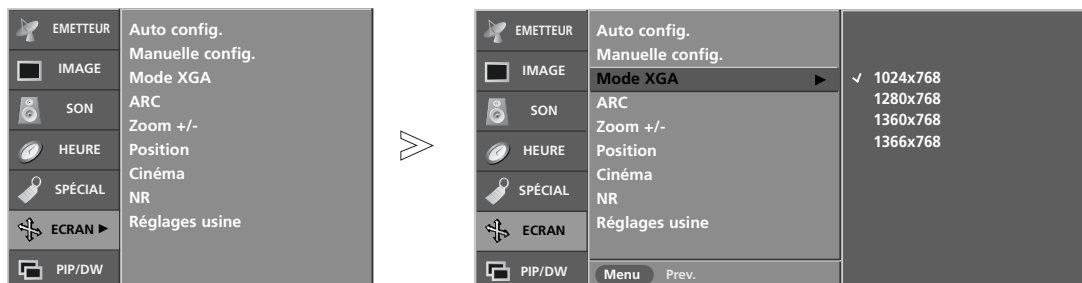 EMETTEUR
IMAGE
SON
HEURE
SPÉCIAL
ECRAN ►
PIP/DW
Auto config.
Manuelle config.
Mode XGA
ARC
Zoom +/-
Position
Cinéma
NR
Réglages usine
EMETTEUR
IMAGE
SON
HEURE
SPÉCIAL
ECRAN
PIP/DW
Auto config.
Manuelle config.
Mode XGA ►
ARC
Zoom +/-
Position
Cinéma
NR
Réglages usine
Menu Prev.
✓ 1024x768
1280x768
1360x768
1366x768